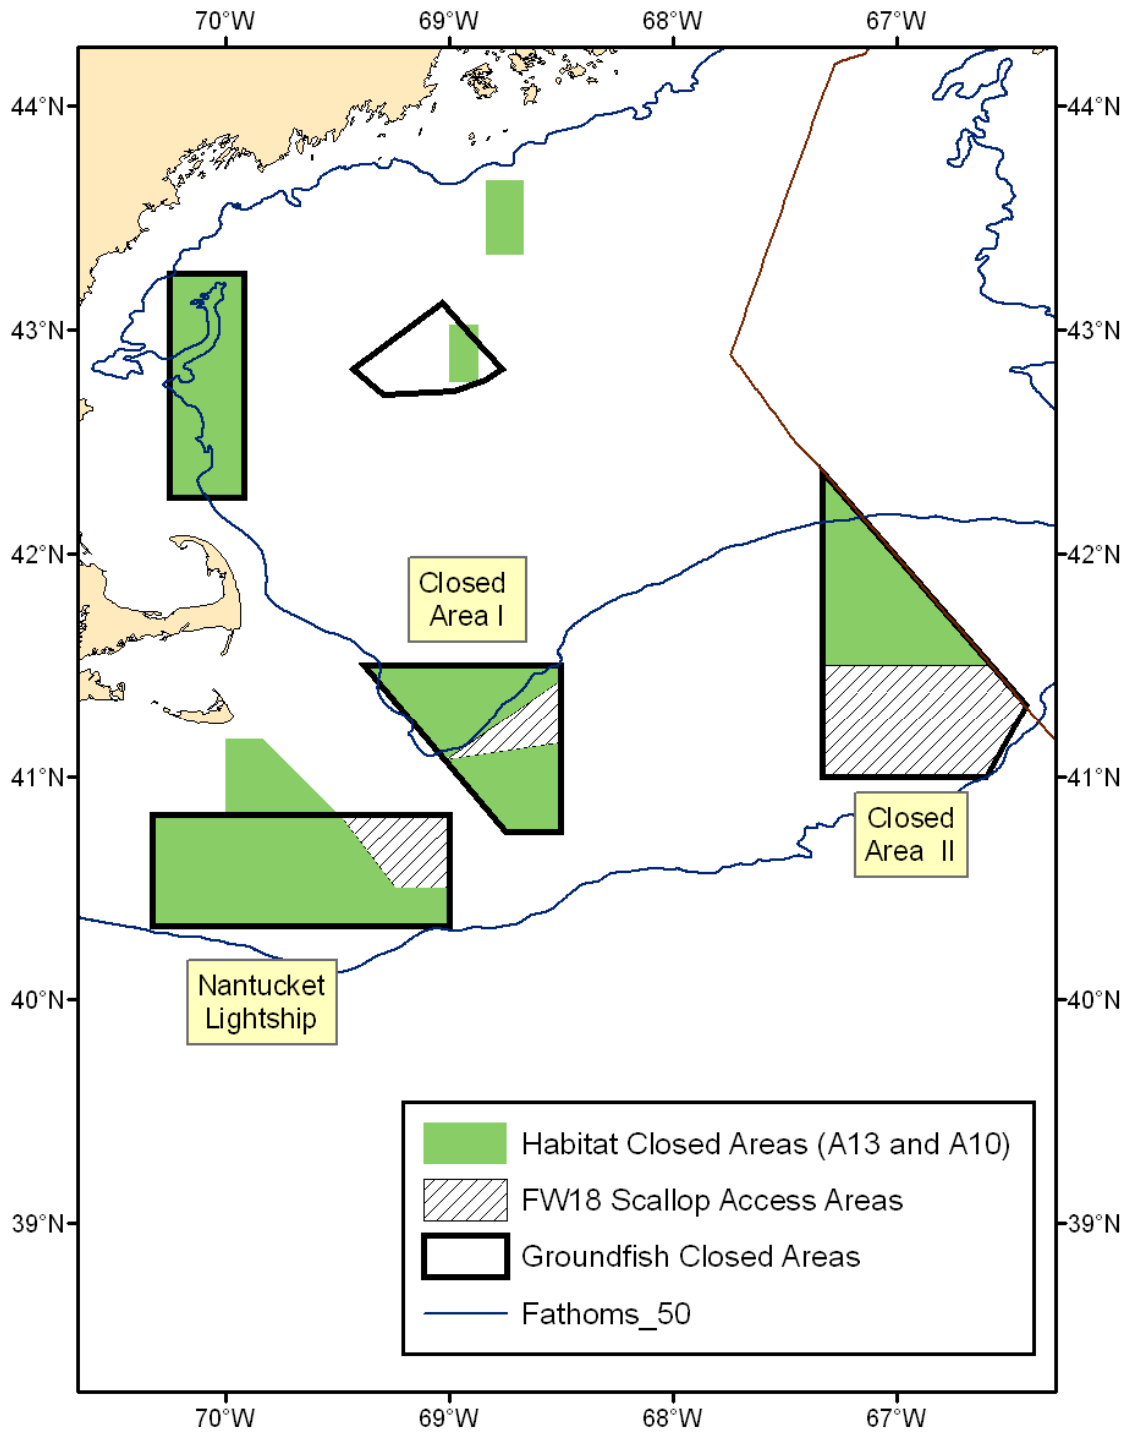 70°W 69°W 68°W 67°W
44°N 44°N
43°N 43°N
42°N 42°N
Closed
Area I
41°N 41°N
Closed
Area II
Nantucket
Lightship
40°N 40°N
Habitat Closed Areas (A13 and A10)
FW18 Scallop Access Areas
39°N 39°N
Groundfish Closed Areas
Fathoms_50
70°W 69°W 68°W 67°W